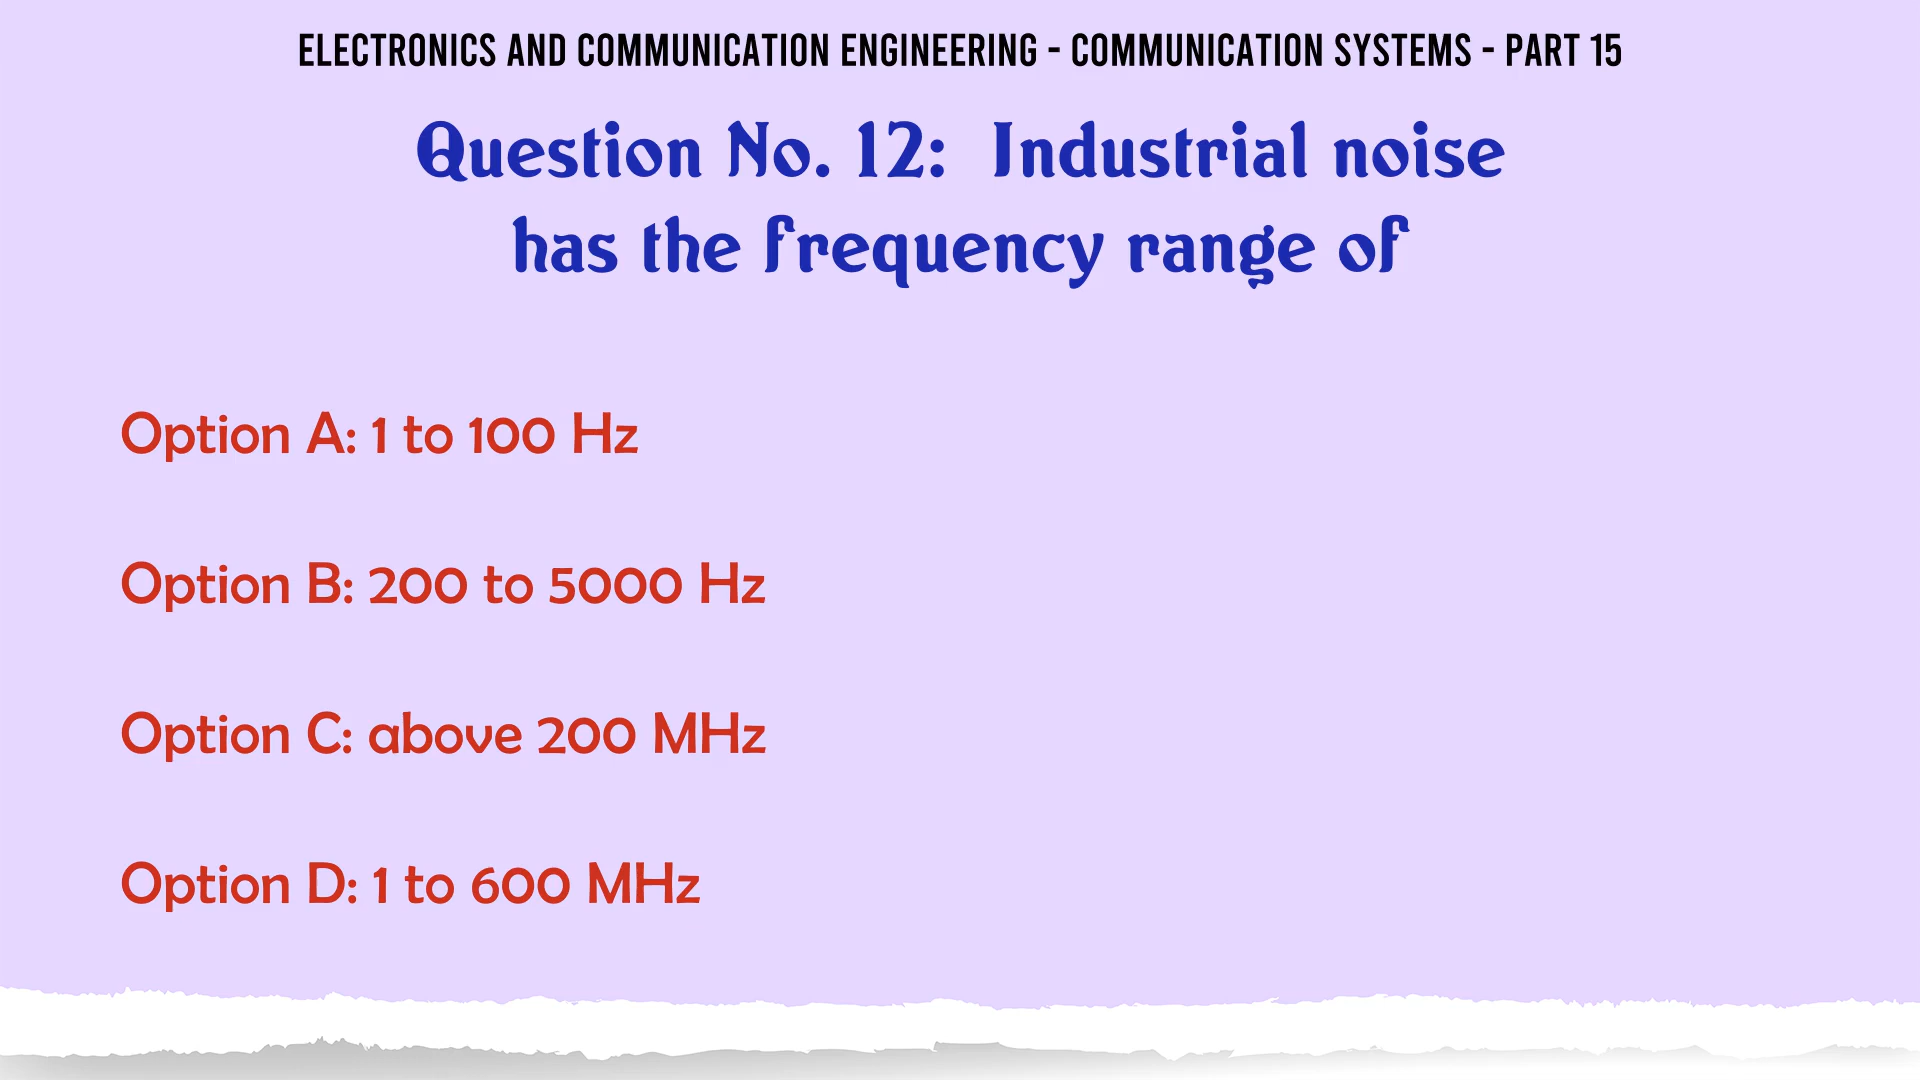 ELECTRONICS AND COMMUNICATION ENGINEERING - COMMUNICATION SYSTEMS - PART 15
Question No. 12: Industrial noise
has the frequency range of
Option A: 1 to 100 Hz
Option B: 200 to 5000 Hz
Option C: above 200 MHz
Option D: 1 to 600 MHz